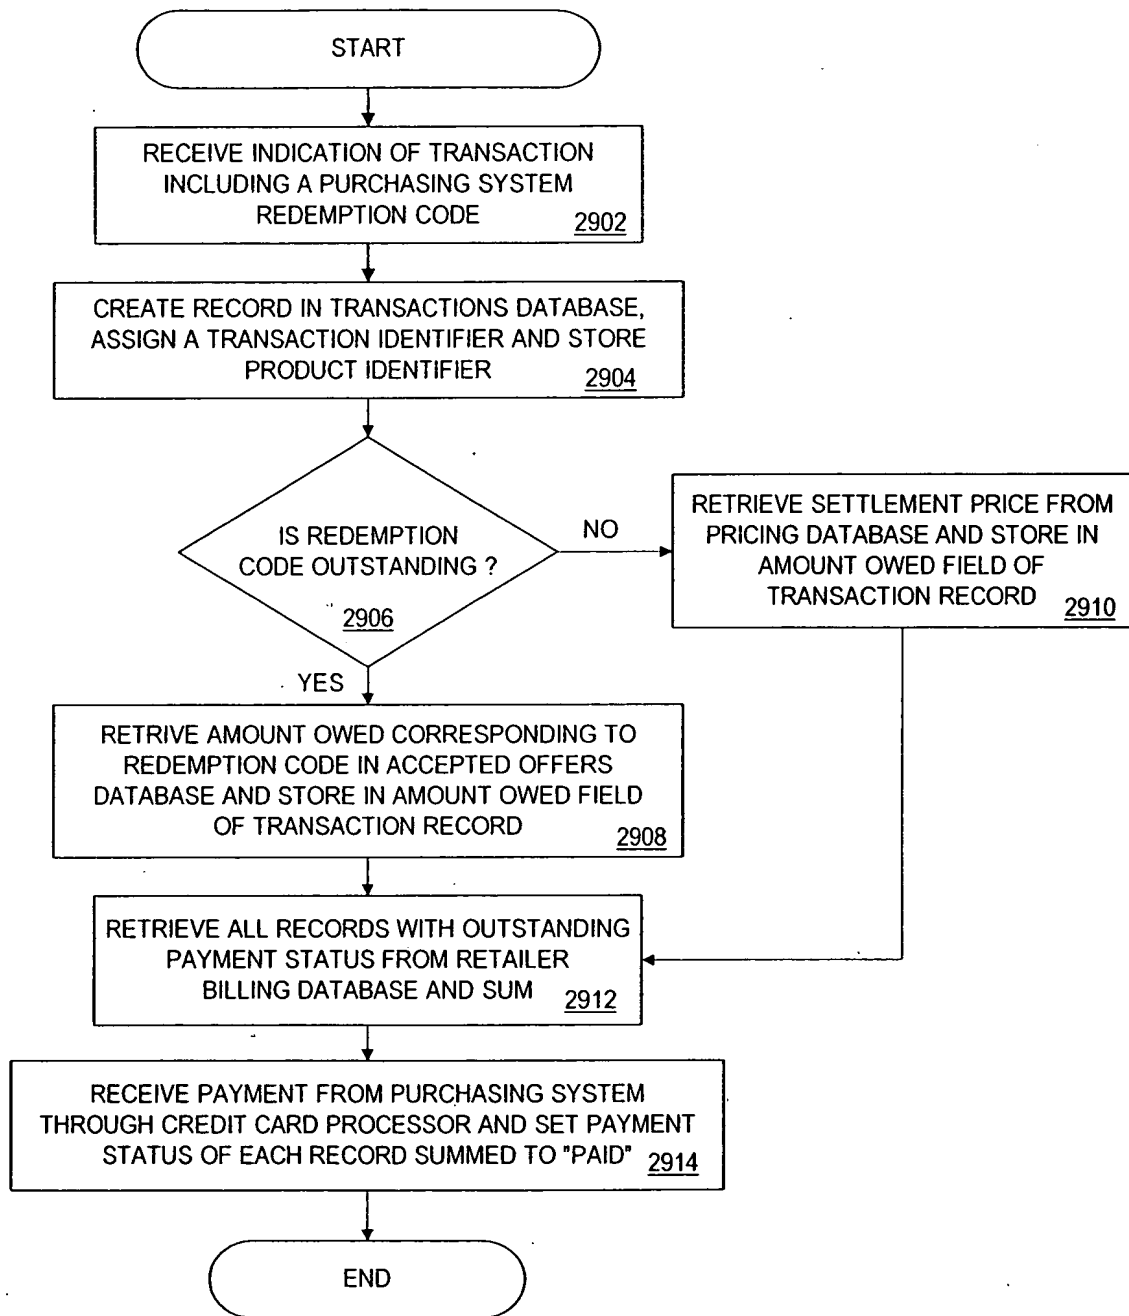 START
RECEIVE INDICATION OF TRANSACTION
INCLUDING A PURCHASING SYSTEM
REDEMPTION CODE
2902
CREATE RECORD IN TRANSACTIONS DATABASE,
ASSIGN A TRANSACTION IDENTIFIER AND STORE
PRODUCT IDENTIFIER
2904
IS REDEMPTION
CODE OUTSTANDING ?
2906
NO
RETRIEVE SETTLEMENT PRICE FROM
PRICING DATABASE AND STORE IN
AMOUNT OWED FIELD OF
TRANSACTION RECORD
2910
YES
RETRIVE AMOUNT OWED CORRESPONDING TO
REDEMPTION CODE IN ACCEPTED OFFERS
DATABASE AND STORE IN AMOUNT OWED FIELD
OF TRANSACTION RECORD
2908
RETRIEVE ALL RECORDS WITH OUTSTANDING
PAYMENT STATUS FROM RETAILER
BILLING DATABASE AND SUM
2912
RECEIVE PAYMENT FROM PURCHASING SYSTEM
THROUGH CREDIT CARD PROCESSOR AND SET PAYMENT
STATUS OF EACH RECORD SUMMED TO "PAID"
2914
END